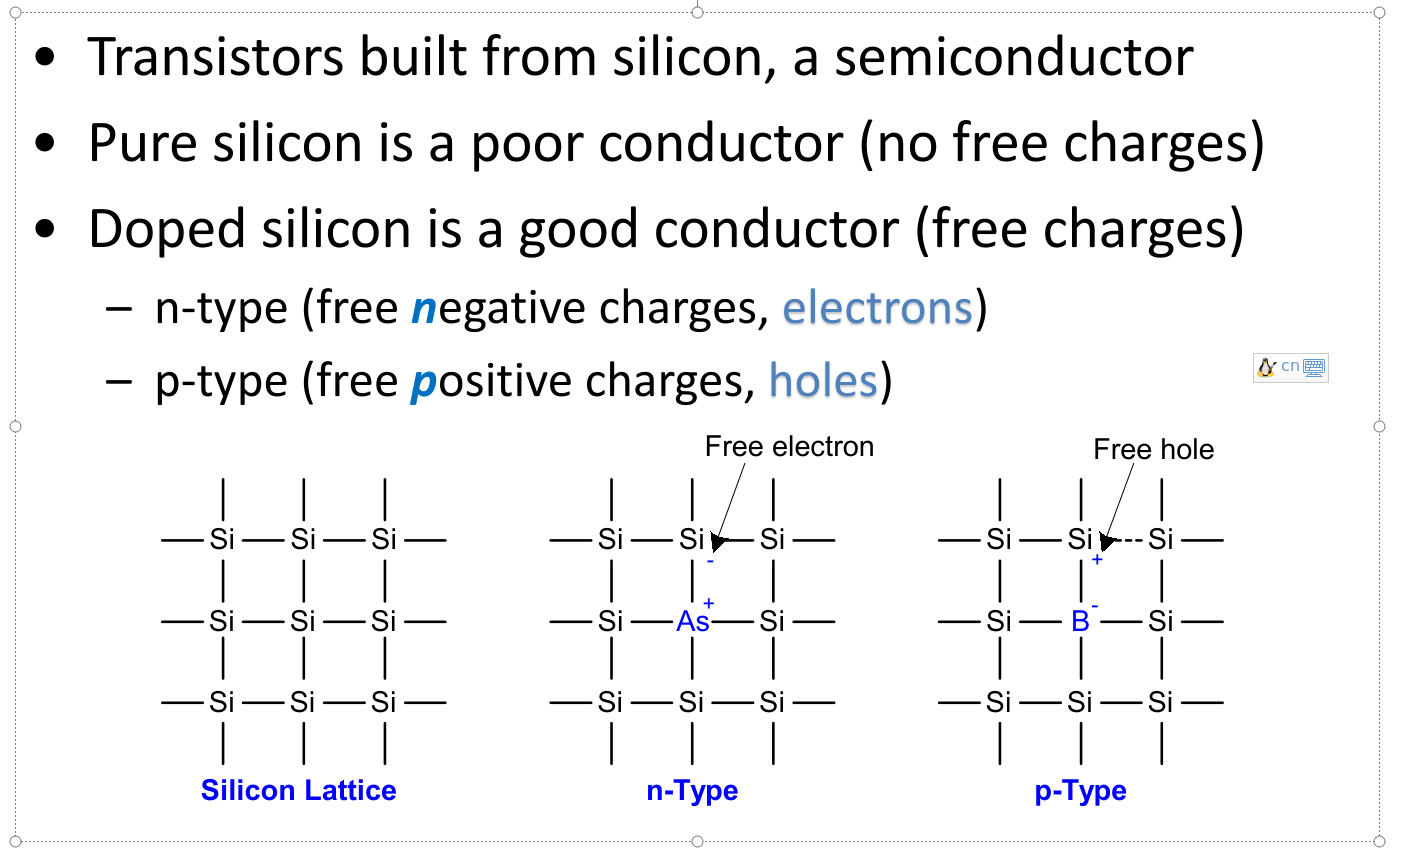 • Transistors built from silicon, a semiconductor
• Pure silicon is a poor conductor (no free charges)
• Doped silicon is a good conductor (free charges)
– n-type (free negative charges, electrons)
– p-type (free positive charges, holes)
cn
Free electron
Free hole
Si Si Si
Si Si Si
Si Si Si
Silicon Lattice
Si Si Si
-
+
Si As Si
Si Si Si
n-Type
Si Si Si
+
-
Si B Si
Si Si Si
p-Type